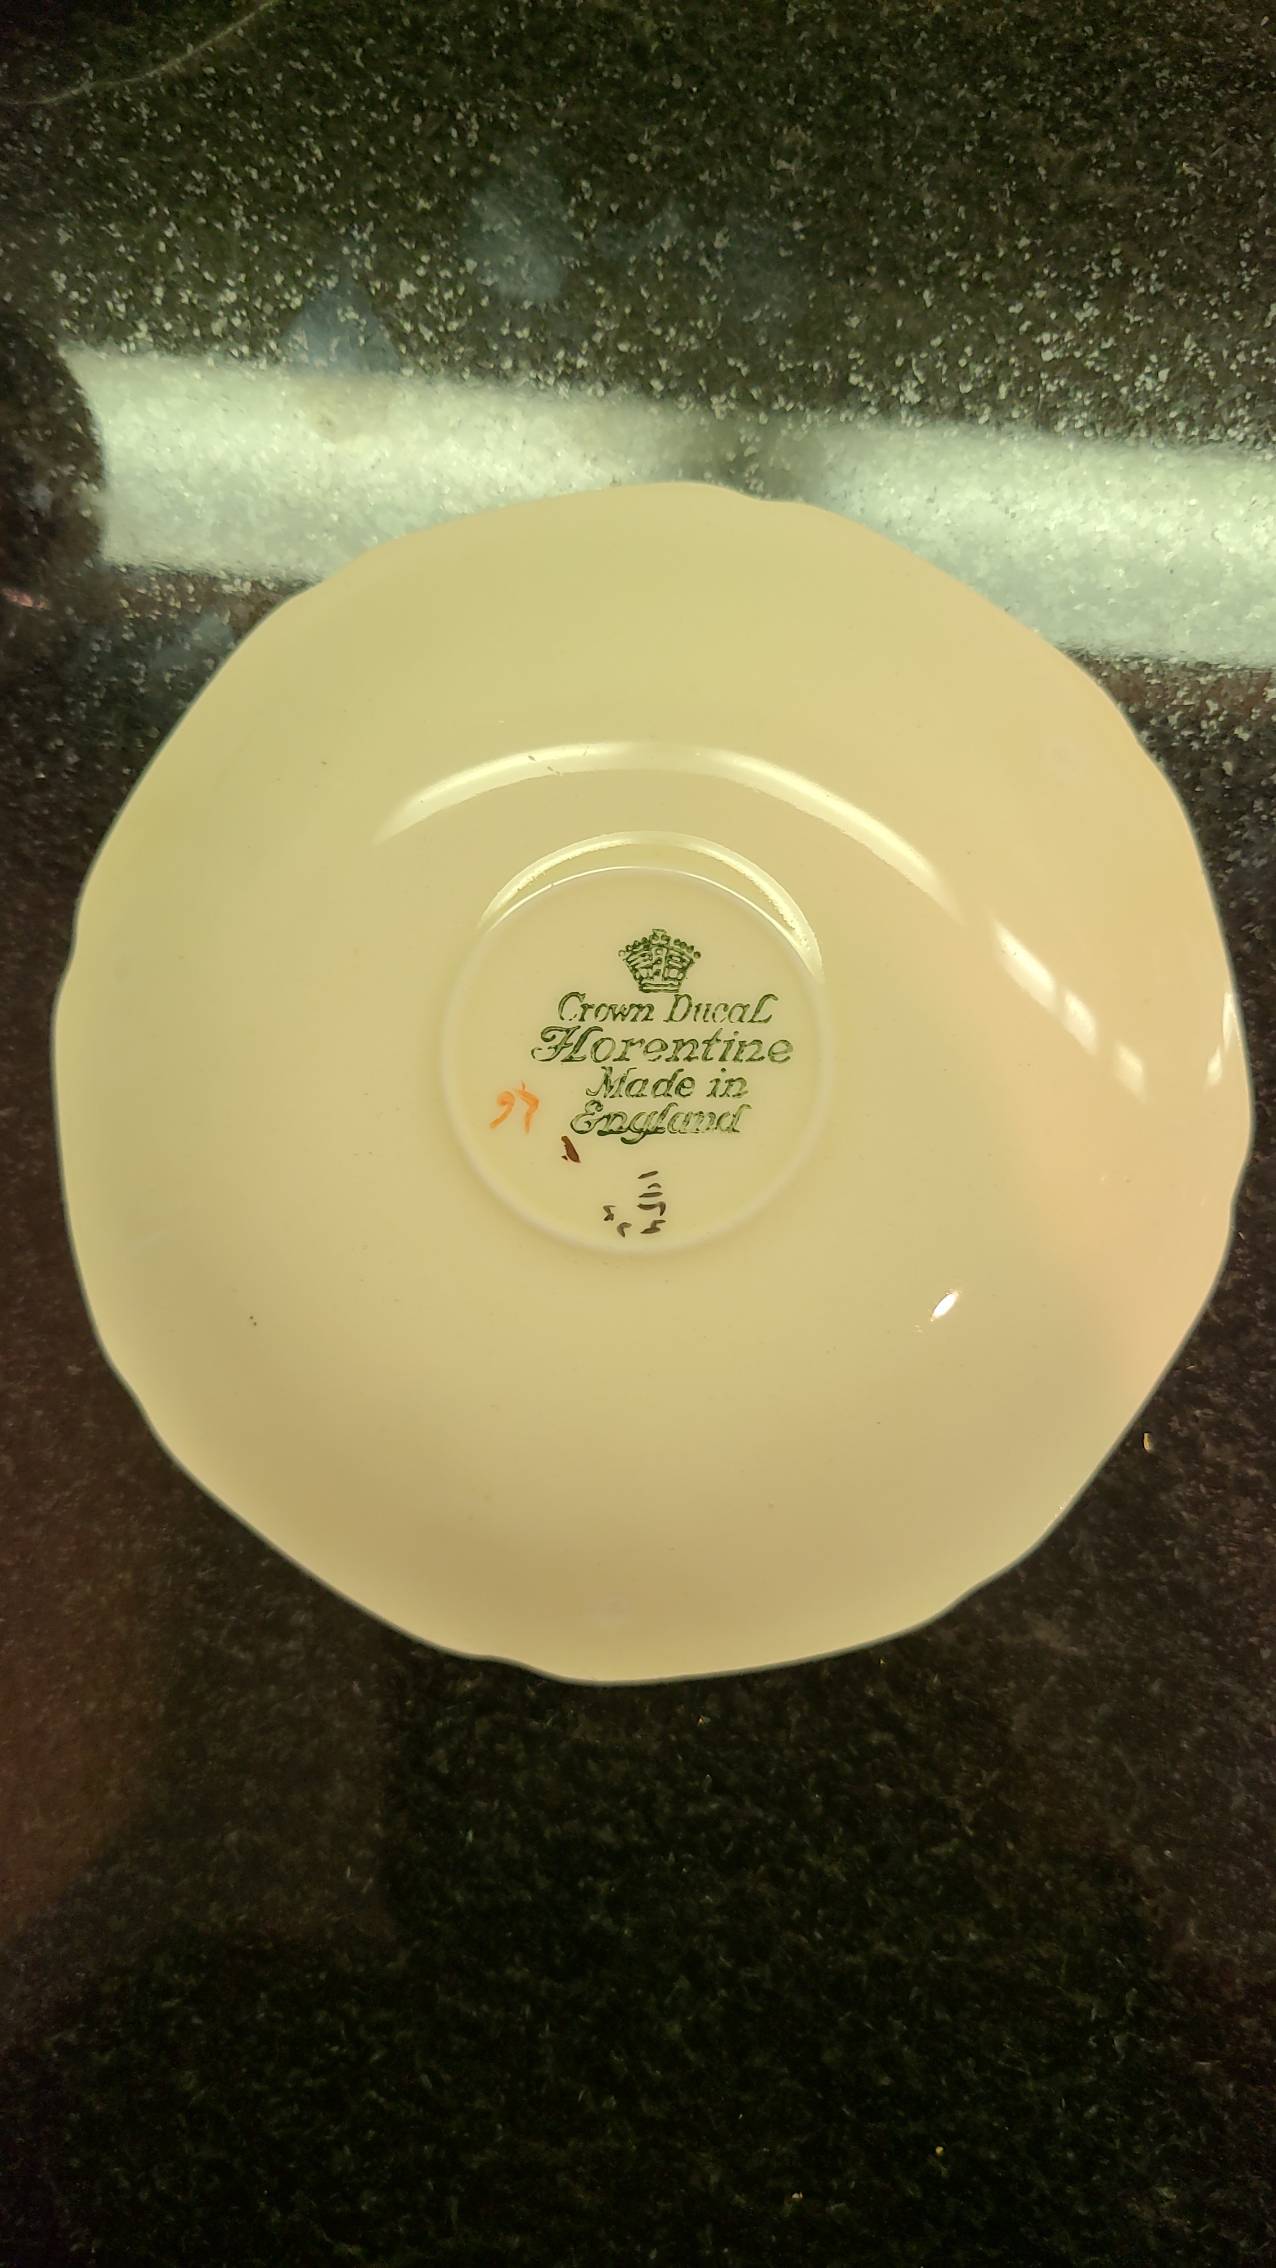 Crown Ducal
Florentine
Made in
England